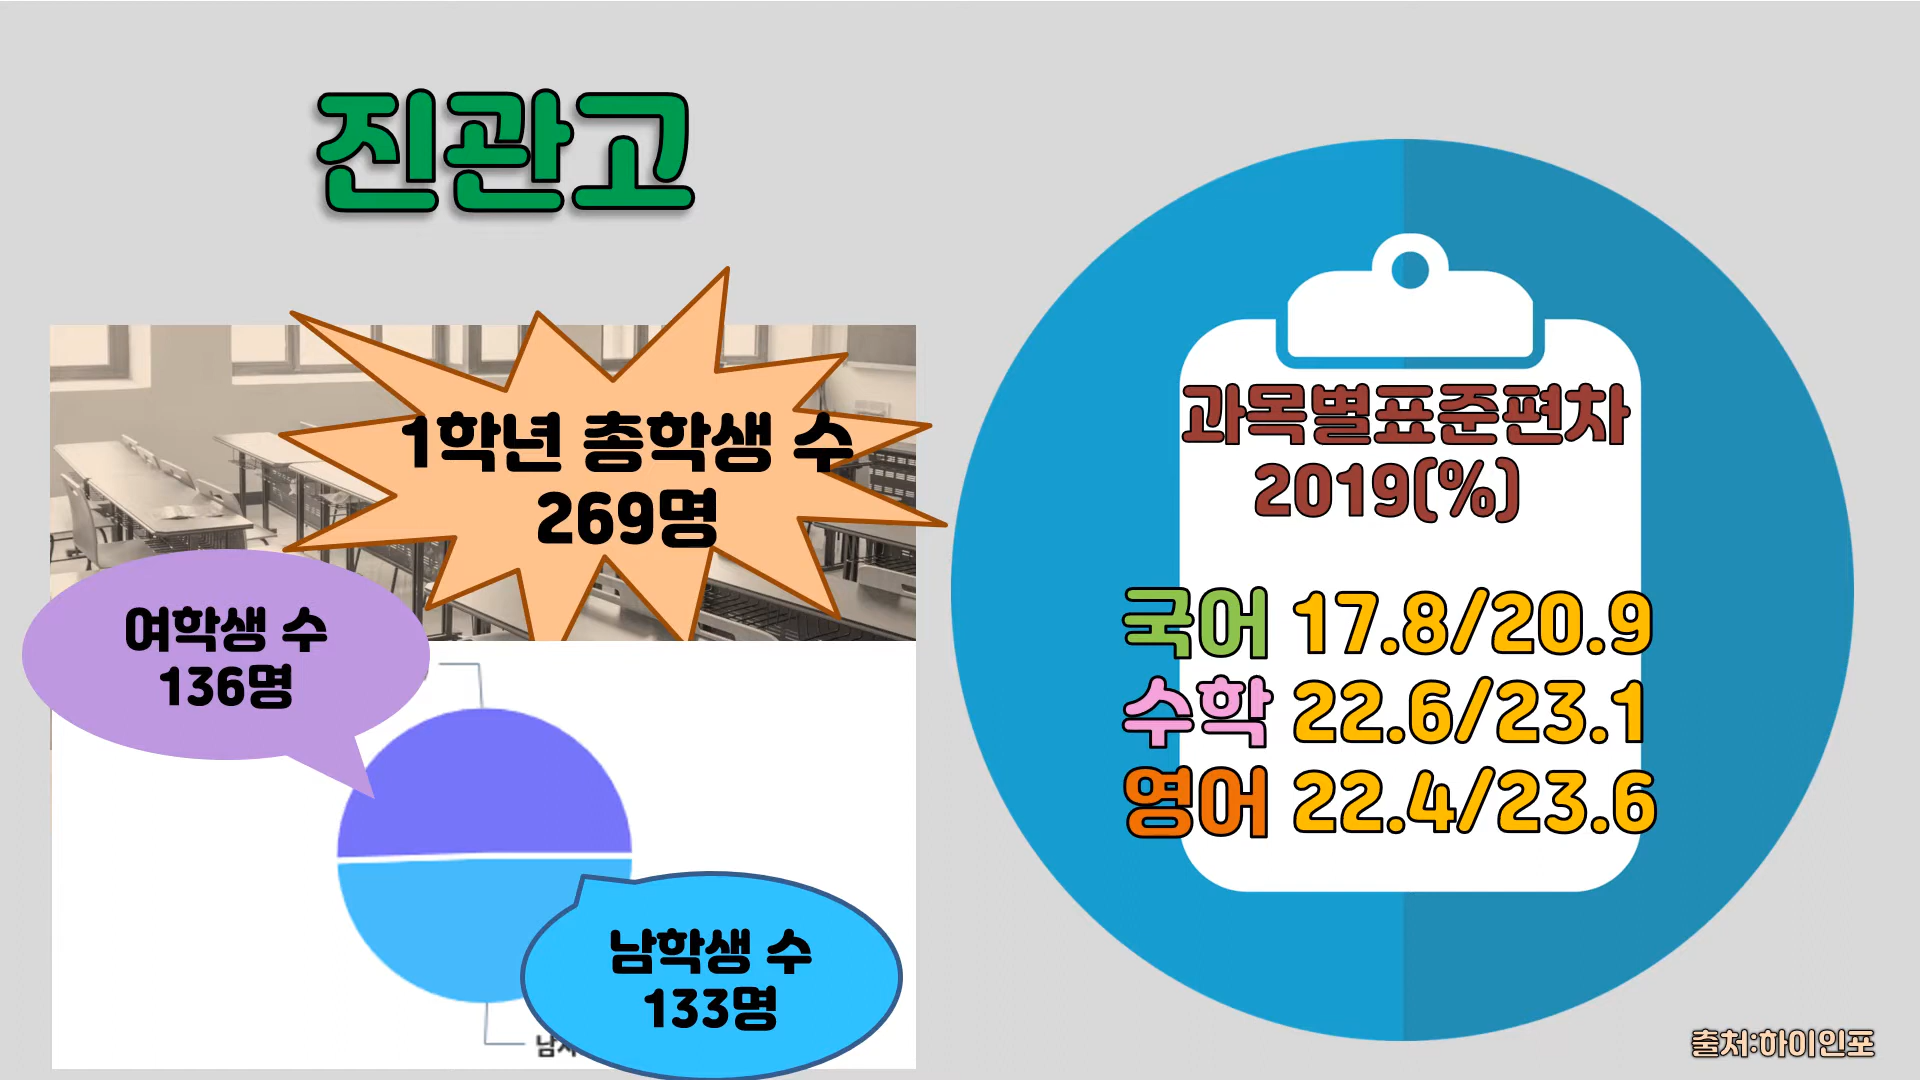 진관고
1학년 총학생 수
269명
여학생 수
136명
남학생 수
133명
과목별표준편차
2019(%)
국어 17.8/20.9
수학 22.6/23.1
영어 22.4/23.6
출처:하이인포